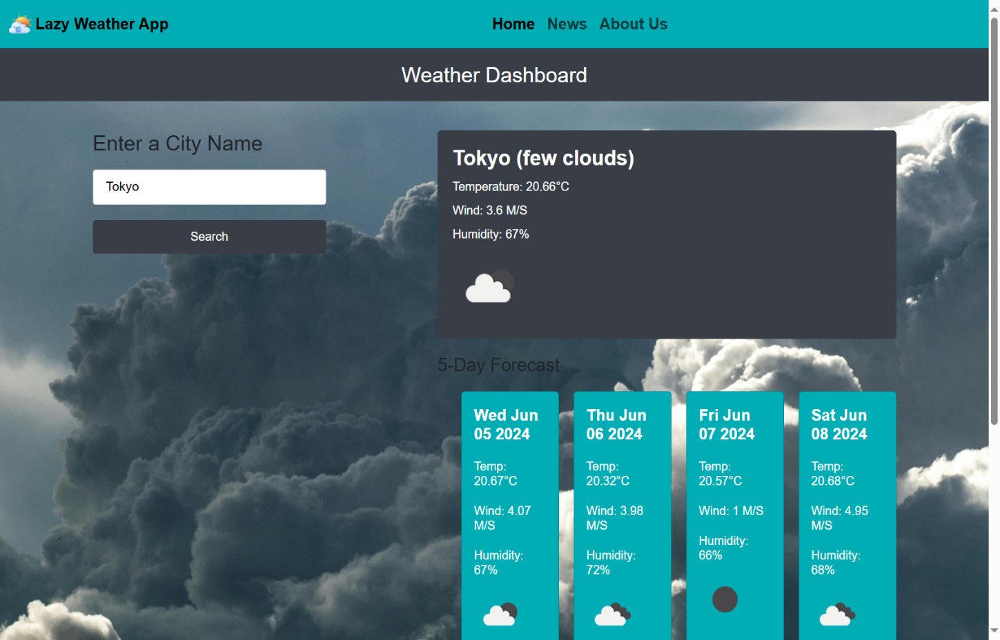 Lazy Weather App
Home News About Us
Weather Dashboard
Enter a City Name
Tokyo
Search
Tokyo (few clouds)
Temperature: 20.66°C
Wind: 3.6 M/S
Humidity: 67%
5-Day Forecast
Wed Jun
05 2024
Temp:
20.67°C
Wind: 4.07
M/S
Humidity:
67%
Thu Jun
06 2024
Temp:
20.32°C
Wind: 3.98
M/S
Humidity:
72%
Fri Jun
07 2024
Temp:
20.57°C
Wind: 1 M/S
Humidity:
66%
Sat Jun
08 2024
Temp:
20.68°C
Wind: 4.95
M/S
Humidity:
68%